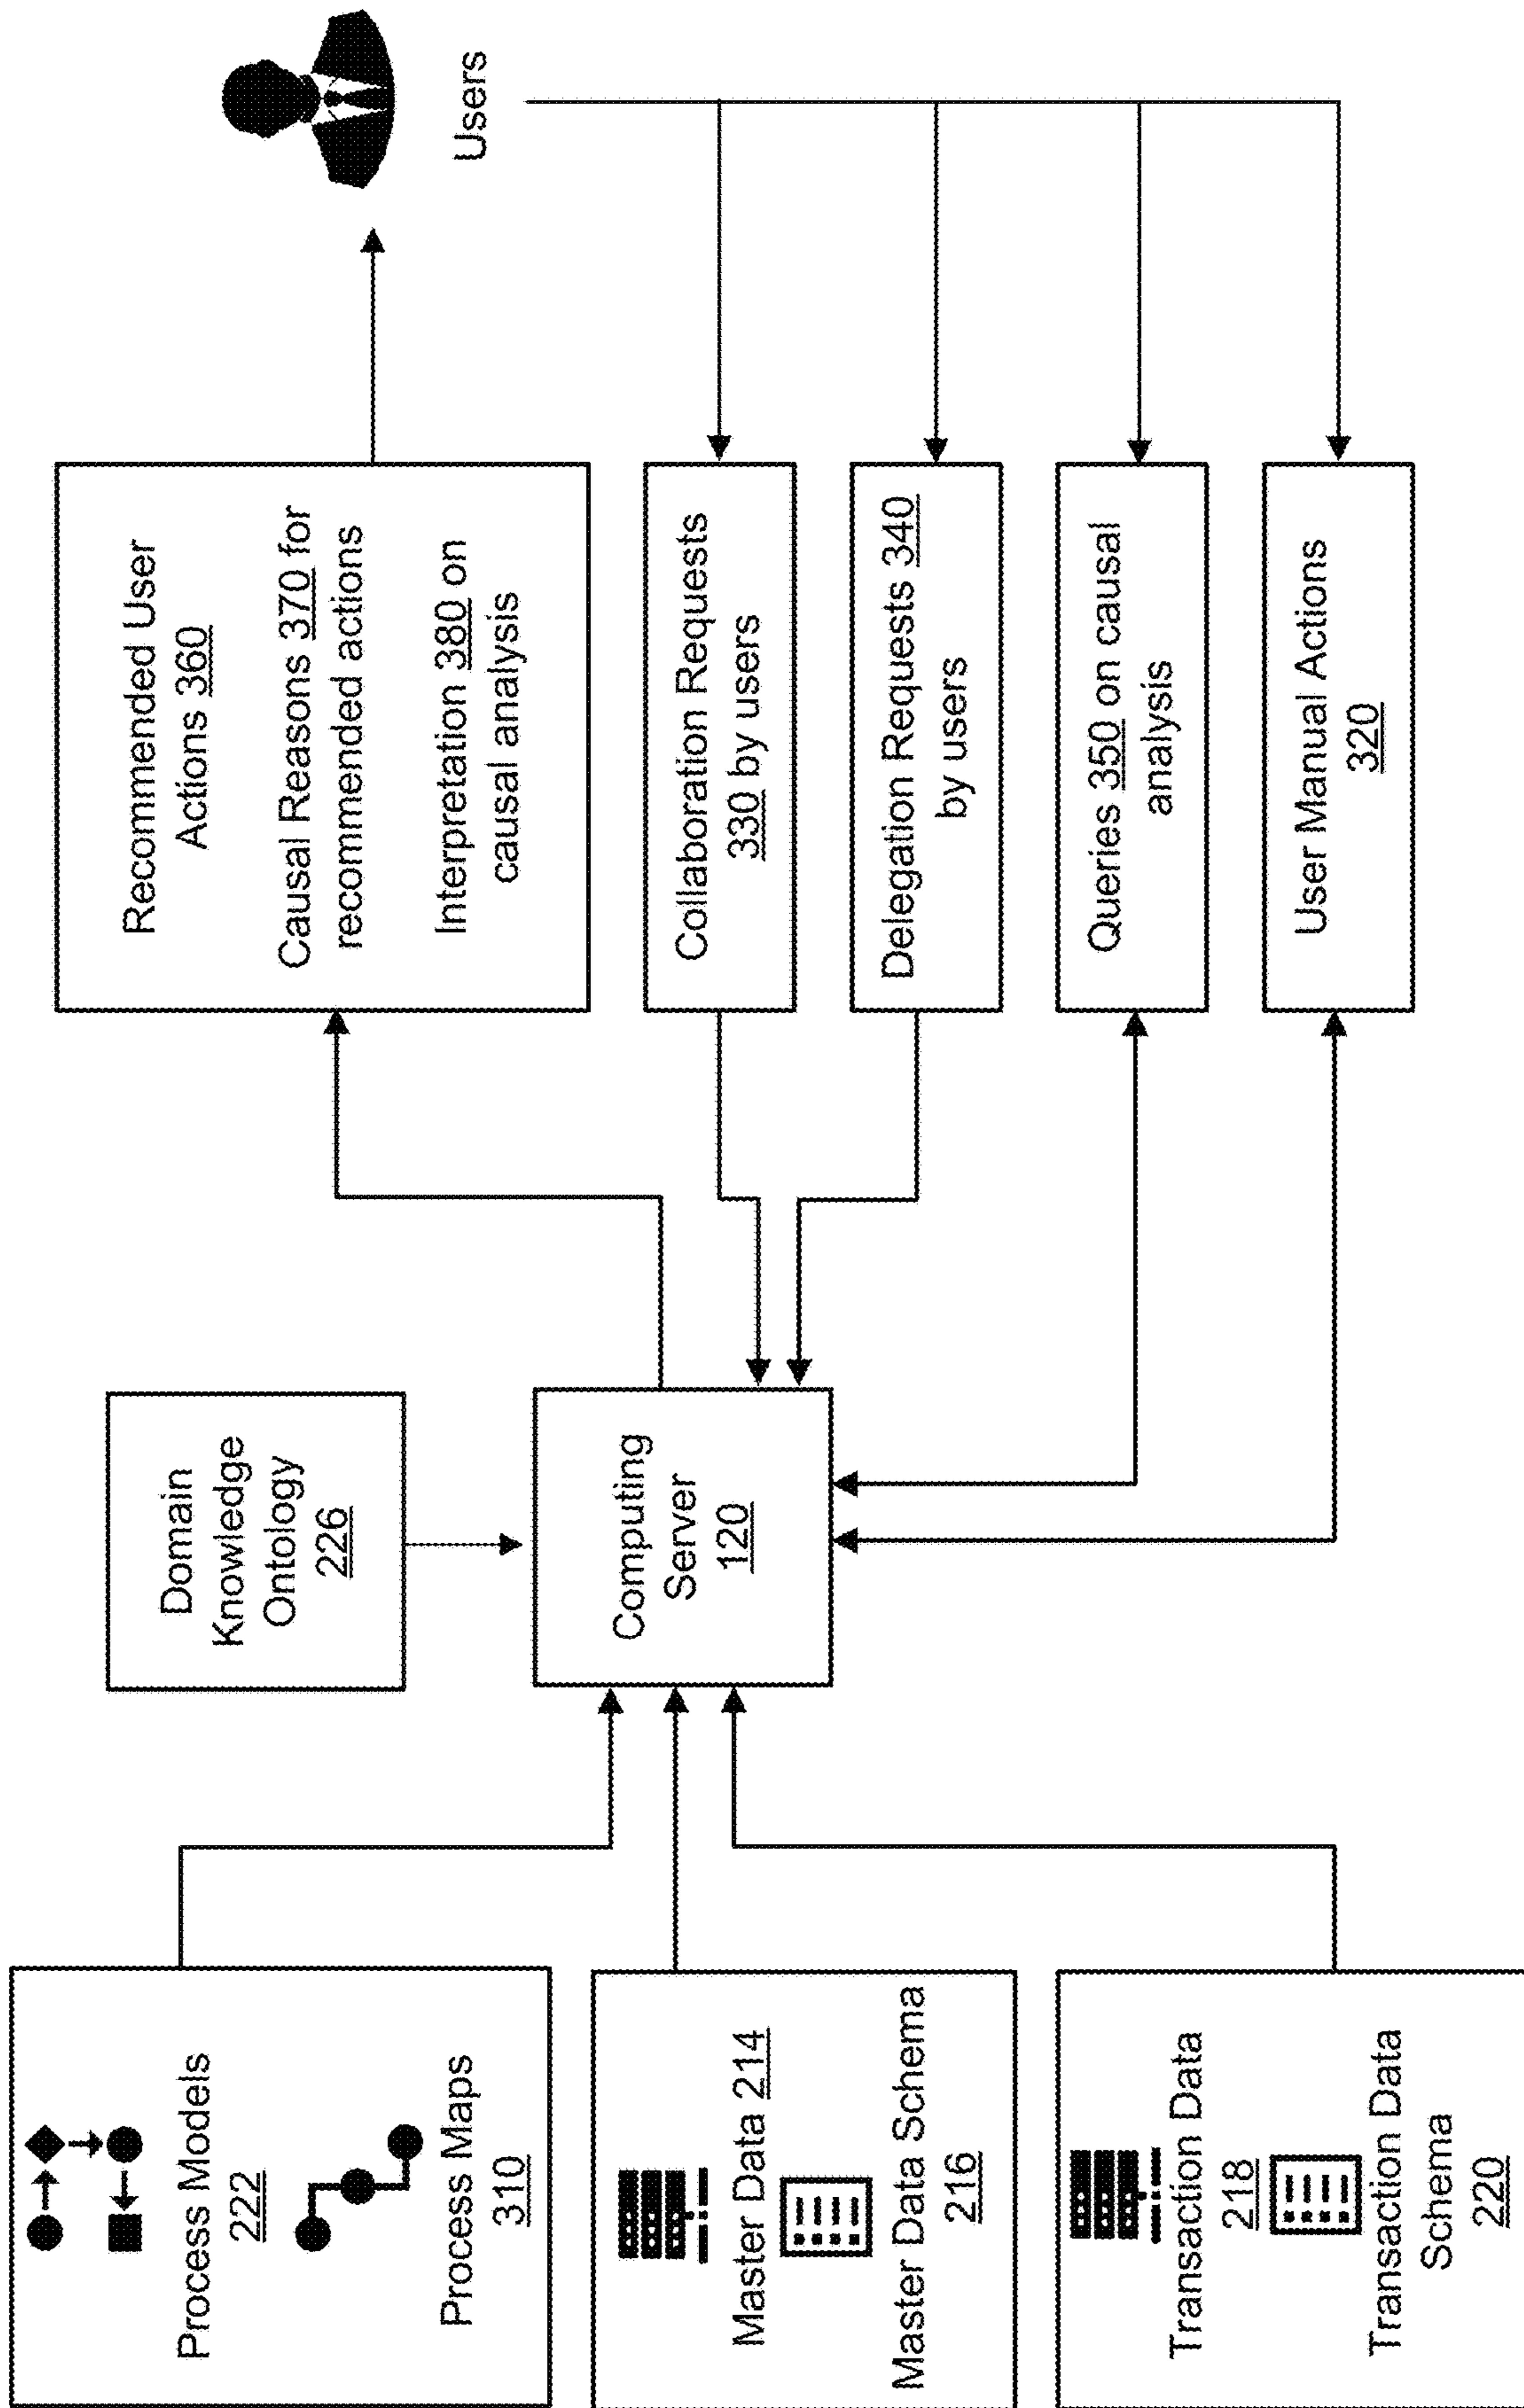 Process Models
222
Process Maps
310
Master Data 214
Master Data Schema
216
Transaction Data
218
Transaction Data
Schema
220
Domain
Knowledge
Ontology
226
Computing
Server
120
Recommended User
Actions 360
Causal Reasons 370 for
recommended actions
Interpretation 380 on
causal analysis
Collaboration Requests
330 by users
Delegation Requests 340
by users
Queries 350 on causal
analysis
User Manual Actions
320
Users